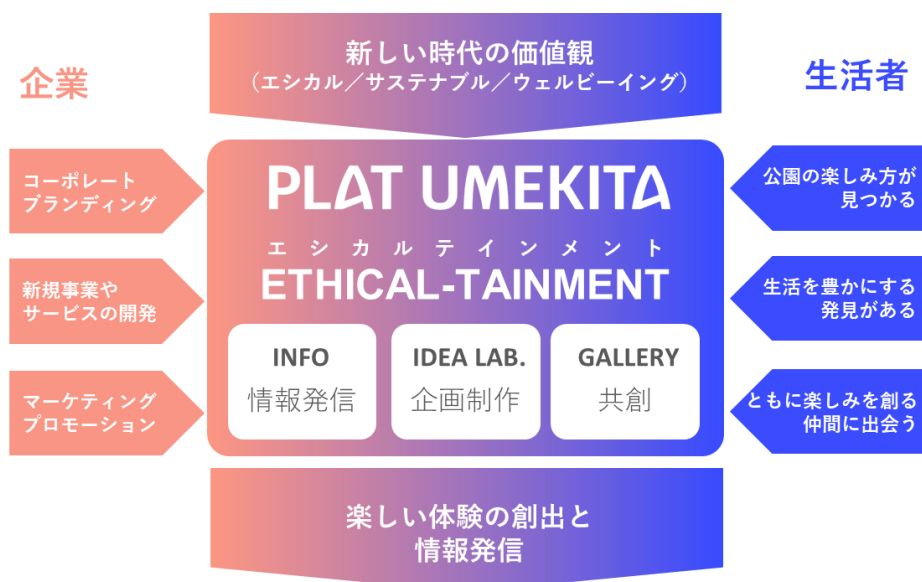 新しい時代の価値観
（エシカル／サステナブル／ウェルビーイング）
企業
生活者
コーポレート
ブランディング
新規事業や
サービスの開発
マーケティング
プロモーション
PLAT UMEKITA
エシカルテインメント
ETHICAL-TAINMENT
INFO
情報発信
IDEA LAB.
企画制作
GALLERY
共創
公園の楽しみ方が
見つかる
生活を豊かにする
発見がある
ともに楽しみを創る
仲間に出会う
楽しい体験の創出と
情報発信